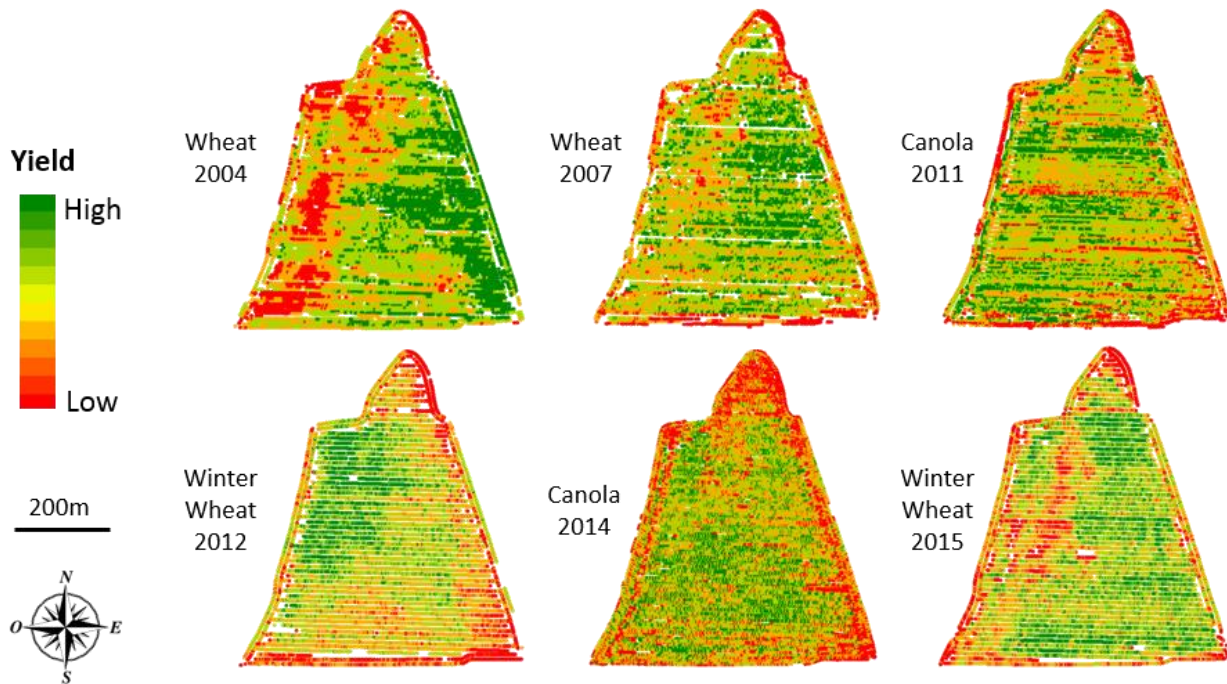 Yield
High
Low
200m
N
O
E
S
Wheat
2004
Wheat
2007
Canola
2011
Winter
Wheat
2012
Canola
2014
Winter
Wheat
2015